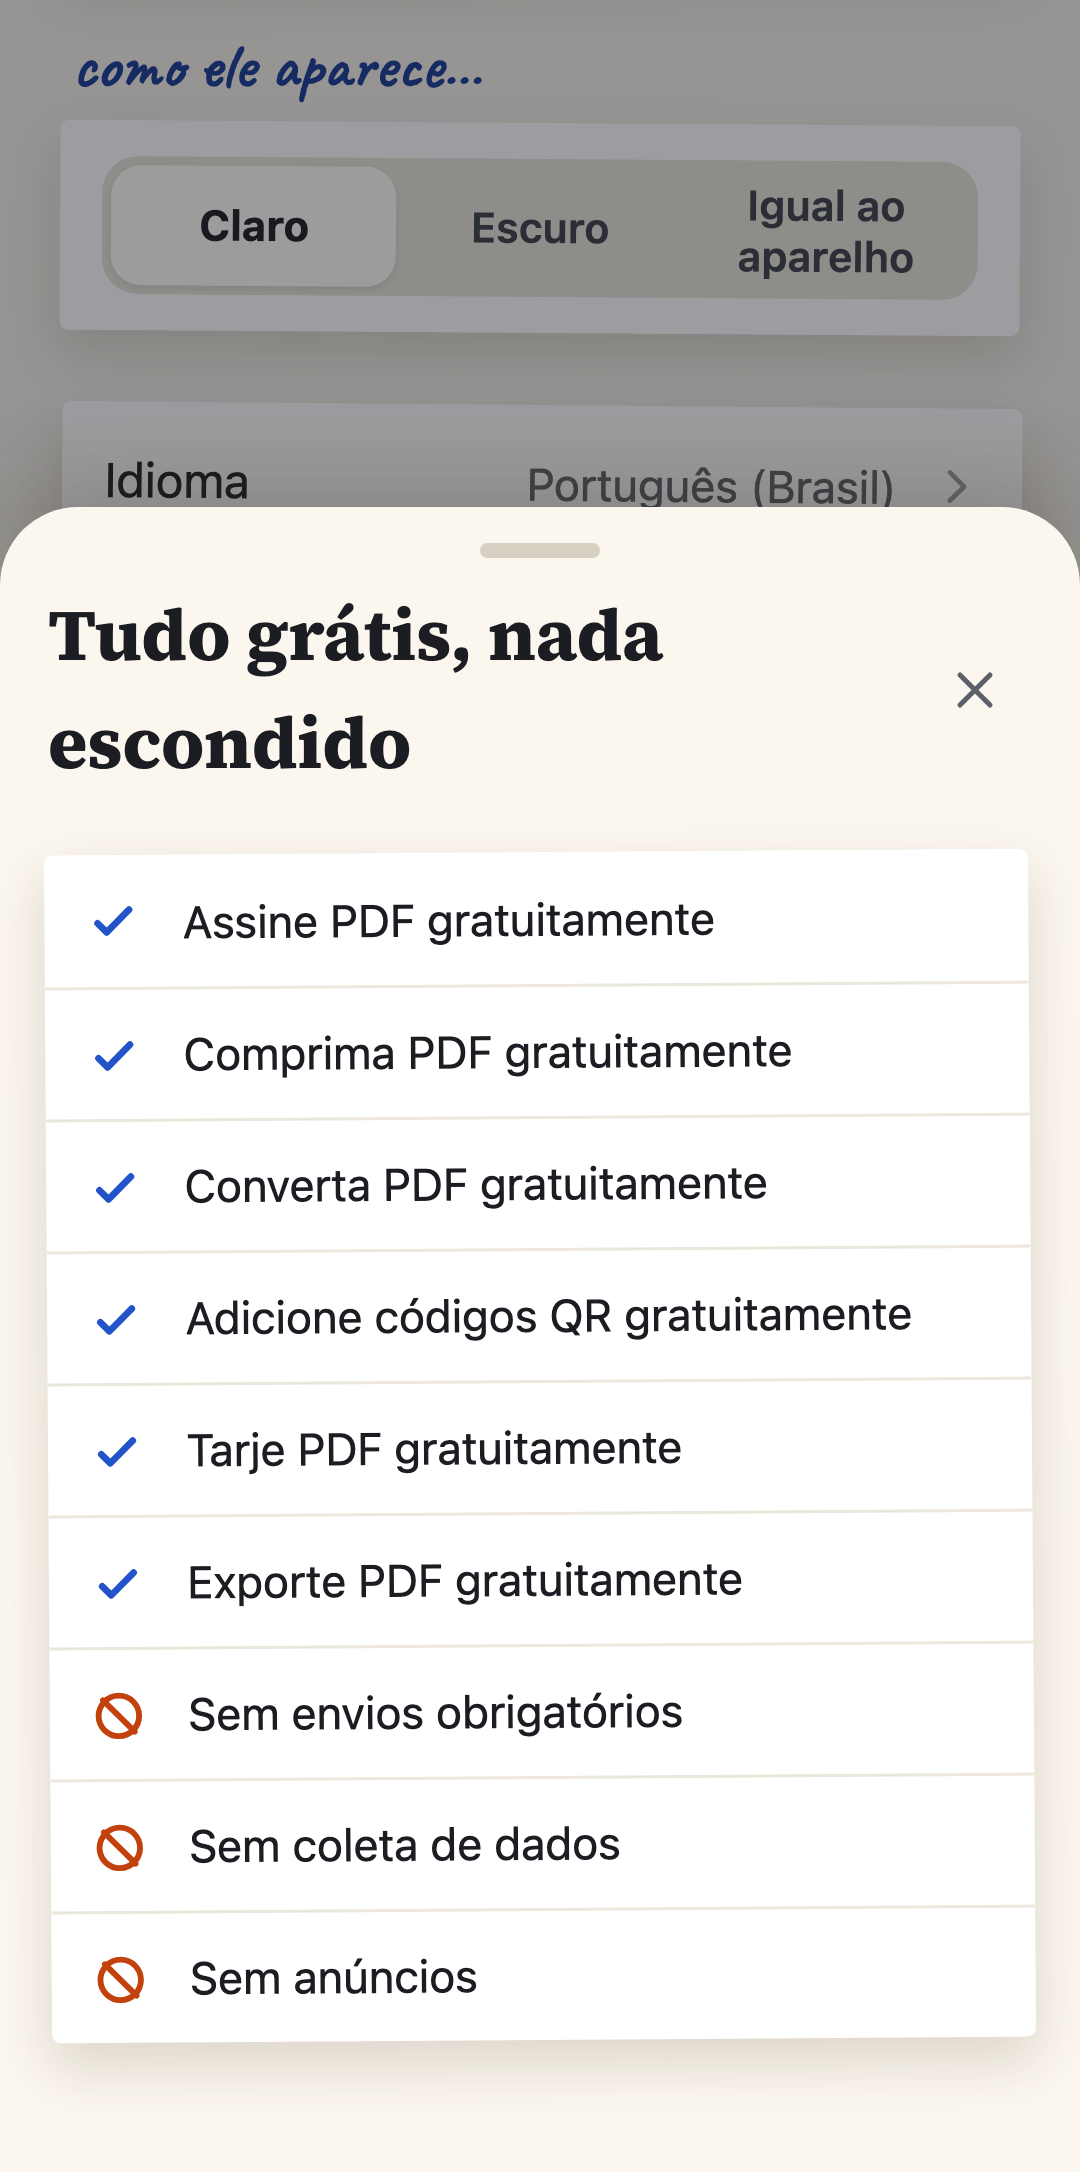 como ele aparece...
Claro
Escuro
Igual ao
aparelho
Idioma
Português (Brasil)
Tudo grátis, nada
escondido
Assine PDF gratuitamente
Comprima PDF gratuitamente
Converta PDF gratuitamente
Adicione códigos QR gratuitamente
Tarje PDF gratuitamente
Exporte PDF gratuitamente
Sem envios obrigatórios
Sem coleta de dados
Sem anúncios